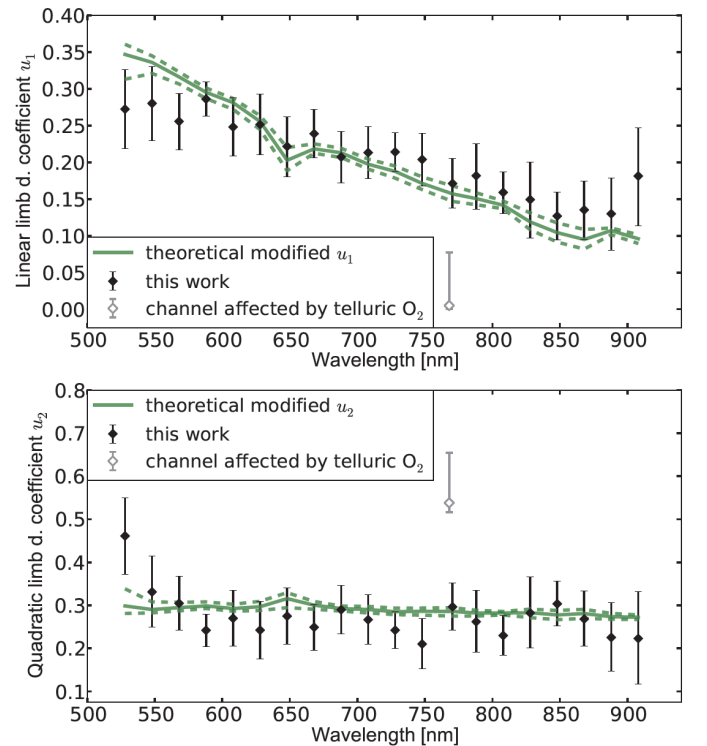 0.40
0.35
0.30
0.25
0.20
0.15
0.10
0.05
0.00
Linear limb d. coefficient u₁
theoretical modified u₁
this work
channel affected by telluric O₂
500 550 600 650 700 750 800 850 900
Wavelength [nm]
0.8
0.7
0.6
0.5
0.4
0.3
0.2
0.1
Quadratic limb d. coefficient u₂
theoretical modified u₂
this work
channel affected by telluric O₂
500 550 600 650 700 750 800 850 900
Wavelength [nm]